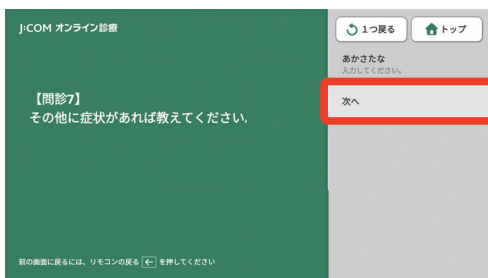 J:COM オンライン診療
【問診7】
その他に症状があれば教えてください。
前の画面に戻るには、リモコンの戻る ← を押してください
1つ戻る
トップ
あかさたな
入力してください。
次へ